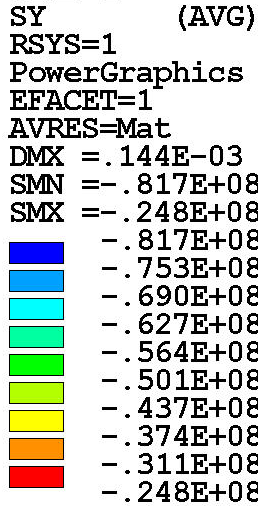 SY (AVG)
RSYS=1
PowerGraphics
EFACET=1
AVRES=Mat
DMX =.144E-03
SMN =-.817E+08
SMX =-.248E+08
-.817E+08
-.753E+08
-.690E+08
-.627E+08
-.564E+08
-.501E+08
-.437E+08
-.374E+08
-.311E+08
-.248E+08